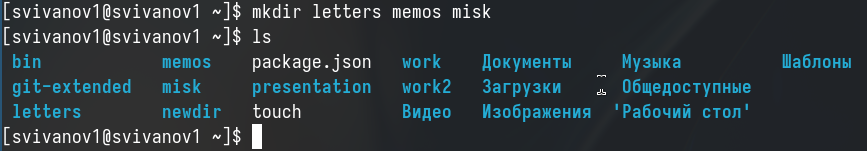 [svivanov1@svivanov1 ~]$ mkdir letters memos misk
[svivanov1@svivanov1 ~]$ ls
bin memos package.json work Документы Музыка Шаблоны
git-extended misk presentation work2 Загрузки Общедоступные
letters newdir touch Видео Изображения 'Рабочий стол'
[svivanov1@svivanov1 ~]$